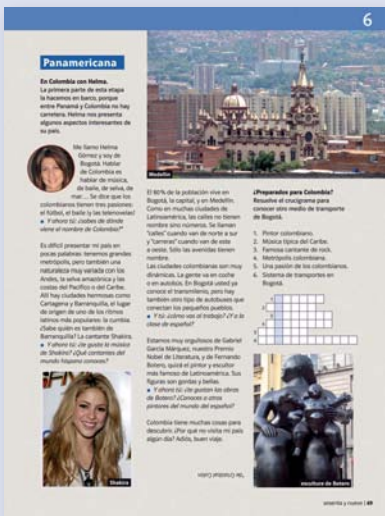 6
Panamericana
En Colombia con Helma.
La primera parte de esta etapa
la hacemos en barco, porque
entre Panamá y Colombia no hay
carretera. Helma nos presenta
algunos aspectos interesantes de
su país.
Me llamo Helma
Gómez y soy de
Bogotá. Hablar
de Colombia es
hablar de música,
de baile, de selva, de
mar ... Se dice que los
colombianos tienen tres pasiones:
el fútbol, el baile y las telenovelas!
Y ahora tú: ¿sabes de dónde
viene el nombre de Colombia?*
Es difícil presentar mi país en
pocas palabras: tenemos grandes
metrópolis, pero también una
naturaleza muy variada con los
Andes, la selva amazónica y las
costas del Pacífico o del Caribe.
Allí hay ciudades hermosas como
Cartagena y Barranquilla, el lugar
de origen de uno de los ritmos
latinos más populares: la cumbia.
¿Sabe quién es también de
Barranquilla? La cantante Shakira.
Y ahora tú: ¿te gusta la música
de Shakira? ¿Qué cantantes del
mundo hispano conoces?
Shakira
Medellín
El 80% de la población vive en
Bogotá, la capital, y en Medellín.
Como en muchas ciudades de
Latinoamérica, las calles no tienen
nombre sino números. Se llaman
"calles" cuando van de norte a sur
y "carreras" cuando van de este
a oeste. Sólo las avenidas tienen
nombre.
Las ciudades colombianas son muy
dinámicas. La gente va en coche
o en autobús. En Bogotá usted ya
conoce el transmilenio, pero hay
también otro tipo de autobuses que
conectan los pequeños pueblos.
Y tú: ¿cómo vas al trabajo? ¿Y a la
clase de español?
Estamos muy orgullosos de Gabriel
García Márquez, nuestro Premio
Nobel de Literatura, y de Fernando
Botero, quizá el pintor y escultor
más famoso de Latinoamérica. Sus
figuras son gordas y bellas.
Y ahora tú: ¿te gustan las obras
de Botero? ¿Conoces a otros
pintores del mundo del español?
Colombia tiene muchas cosas para
descubrir. ¿Por qué no visita mi país
algún día? Adiós, buen viaje.
*de Cristóbal Colón
¿Preparados para Colombia?
Resuelve el crucigrama para
conocer otro medio de transporte
de Bogotá.
1. Pintor colombiano.
2. Música típica del Caribe.
3. Famosa cantante de rock.
4. Metrópolis colombiana.
5. Una pasión de los colombianos.
6. Sistema de transportes en
Bogotá.
1
2
3
4
5
6
escultura de Botero
sesenta y nueve | 69